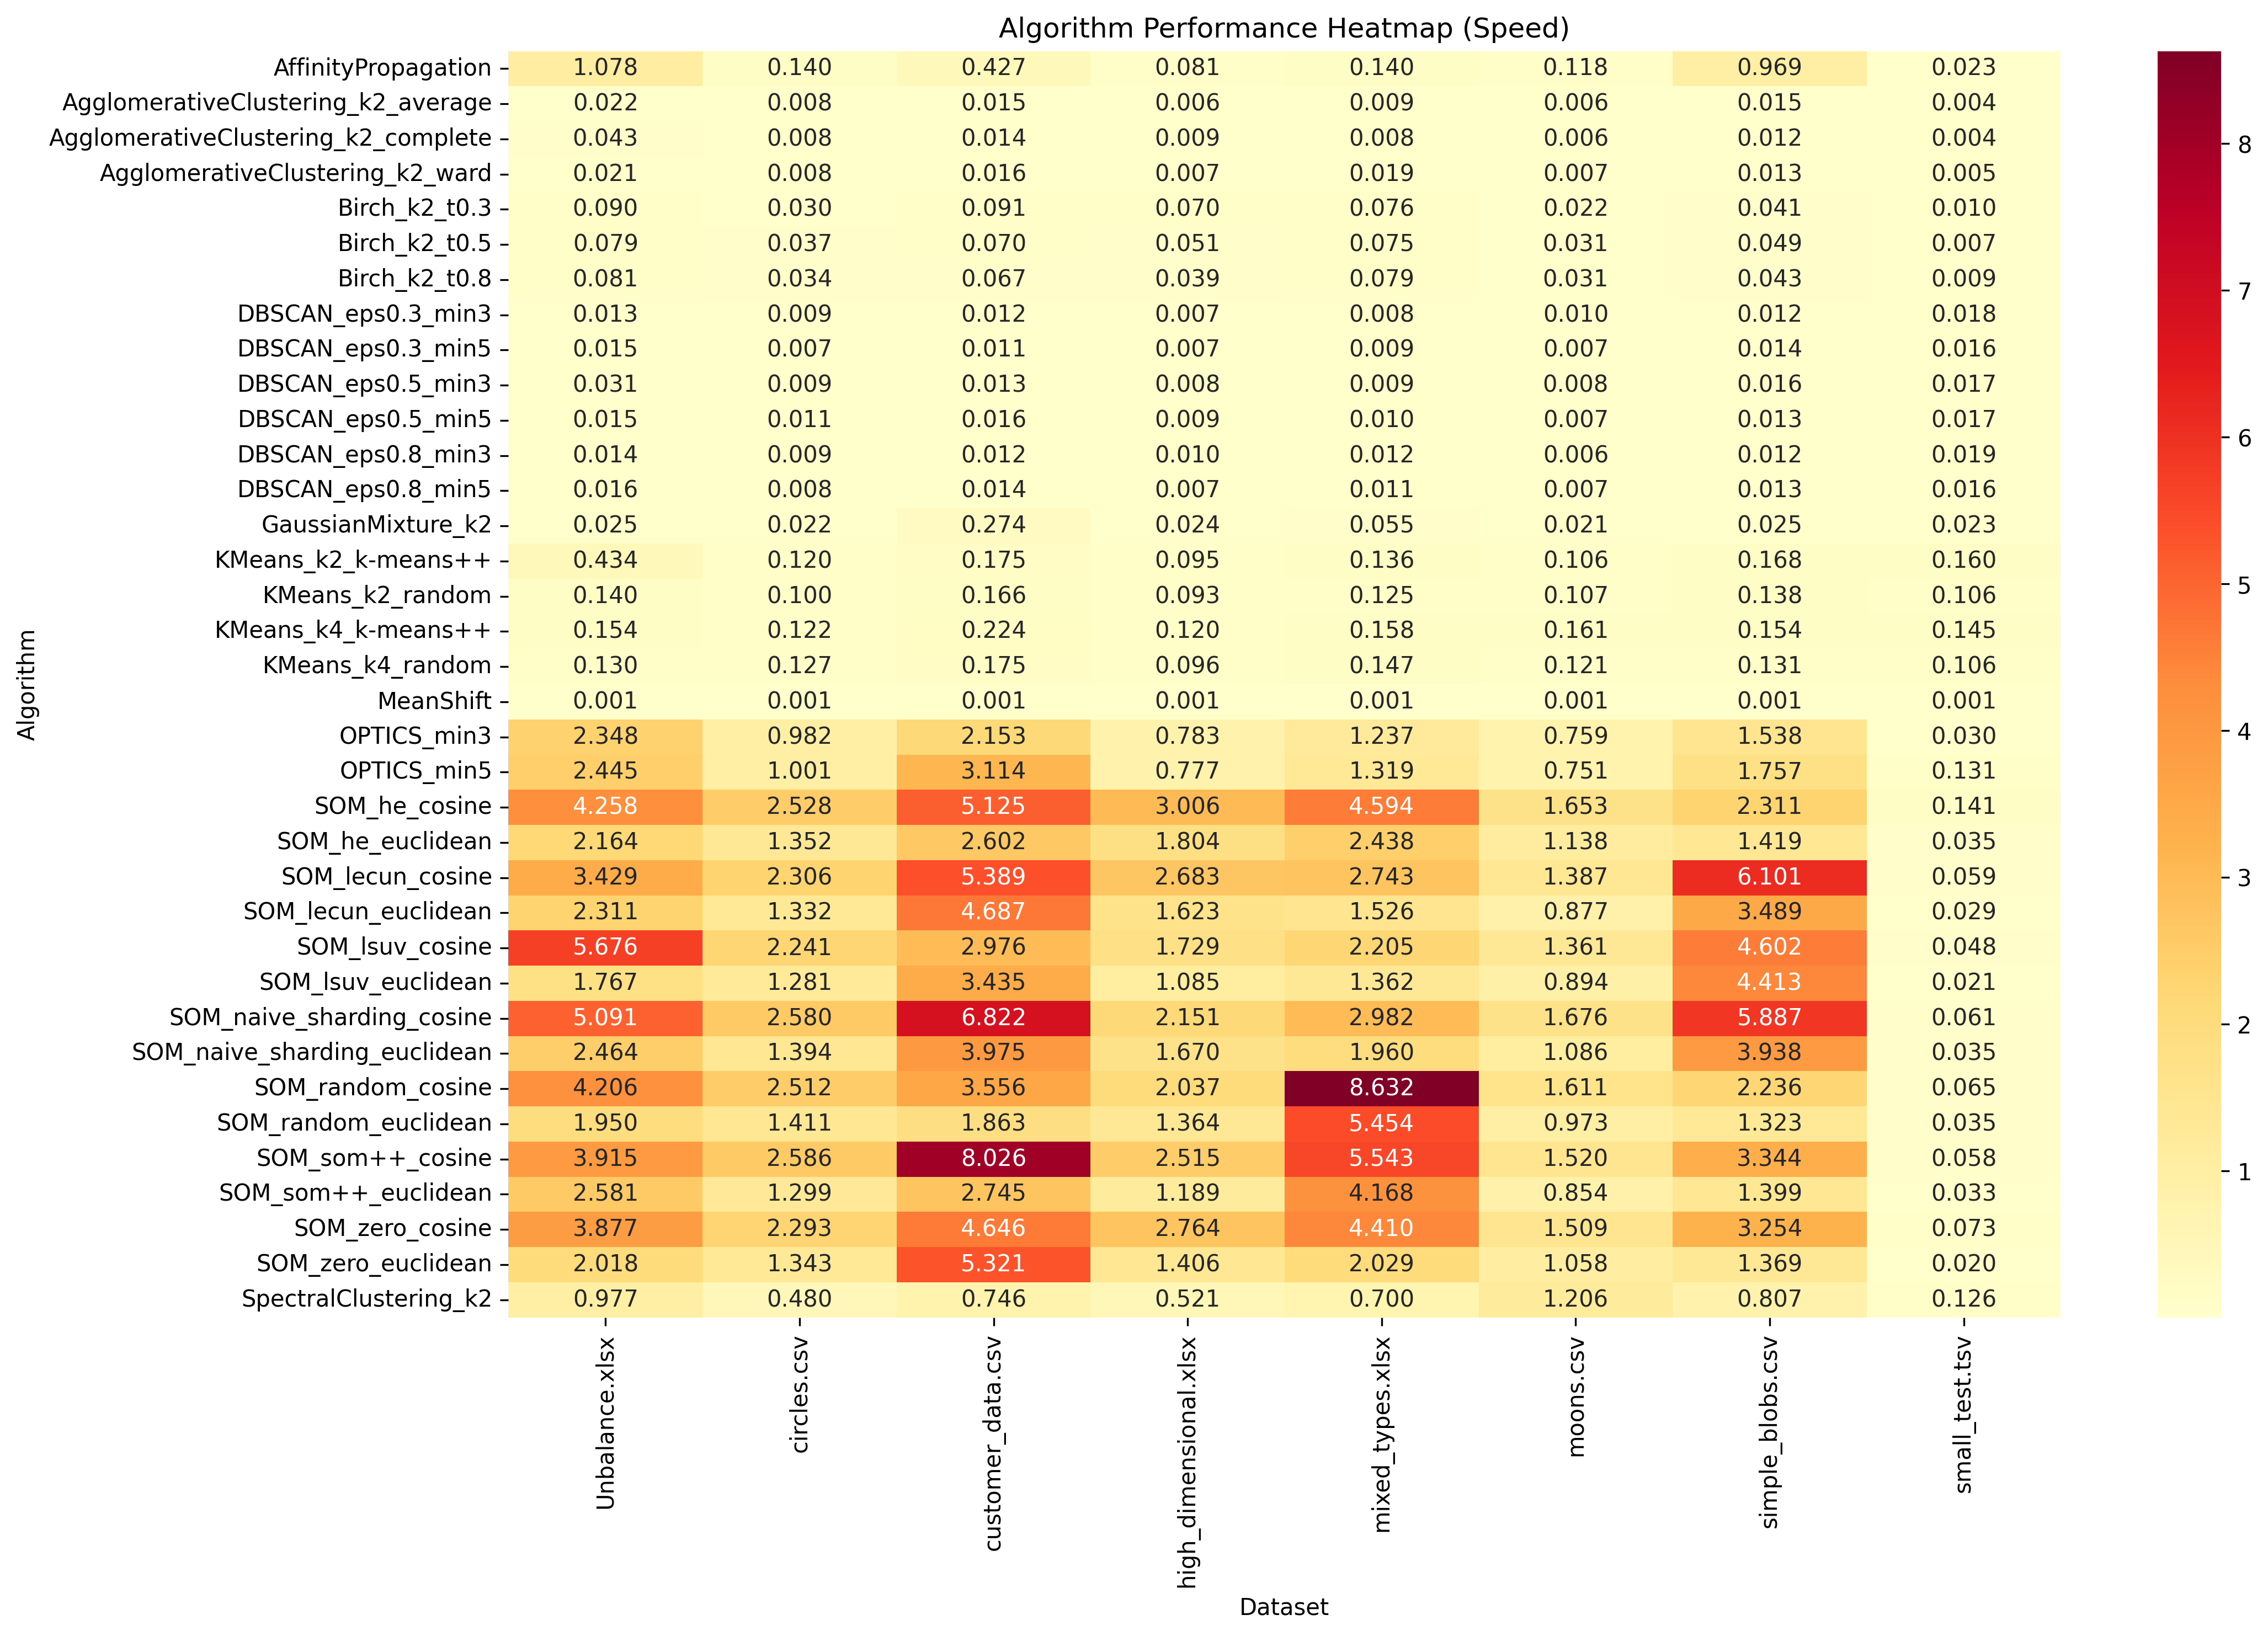 Algorithm Performance Heatmap (Speed)
AffinityPropagation 1.078 0.140 0.427 0.081 0.140 0.118 0.969 0.023
AgglomerativeClustering_k2_average 0.022 0.008 0.015 0.006 0.009 0.006 0.015 0.004
AgglomerativeClustering_k2_complete 0.043 0.008 0.014 0.009 0.008 0.006 0.012 0.004
AgglomerativeClustering_k2_ward 0.021 0.008 0.016 0.007 0.019 0.007 0.013 0.005
Birch_k2_t0.3 0.090 0.030 0.091 0.070 0.076 0.022 0.041 0.010
Birch_k2_t0.5 0.079 0.037 0.070 0.051 0.075 0.031 0.049 0.007
Birch_k2_t0.8 0.081 0.034 0.067 0.039 0.079 0.031 0.043 0.009
DBSCAN_eps0.3_min3 0.013 0.009 0.012 0.007 0.008 0.010 0.012 0.018
DBSCAN_eps0.3_min5 0.015 0.007 0.011 0.007 0.009 0.007 0.014 0.016
DBSCAN_eps0.5_min3 0.031 0.009 0.013 0.008 0.009 0.008 0.016 0.017
DBSCAN_eps0.5_min5 0.015 0.011 0.016 0.009 0.010 0.007 0.013 0.017
DBSCAN_eps0.8_min3 0.014 0.009 0.012 0.010 0.012 0.006 0.012 0.019
DBSCAN_eps0.8_min5 0.016 0.008 0.014 0.007 0.011 0.007 0.013 0.016
GaussianMixture_k2 0.025 0.022 0.274 0.024 0.055 0.021 0.025 0.023
KMeans_k2_k-means++ 0.434 0.120 0.175 0.095 0.136 0.106 0.168 0.160
KMeans_k2_random 0.140 0.100 0.166 0.093 0.125 0.107 0.138 0.106
KMeans_k4_k-means++ 0.154 0.122 0.224 0.120 0.158 0.161 0.154 0.145
KMeans_k4_random 0.130 0.127 0.175 0.096 0.147 0.121 0.131 0.106
MeanShift 0.001 0.001 0.001 0.001 0.001 0.001 0.001 0.001
OPTICS_min3 2.348 0.982 2.153 0.783 1.237 0.759 1.538 0.030
OPTICS_min5 2.445 1.001 3.114 0.777 1.319 0.751 1.757 0.131
SOM_he_cosine 4.258 2.528 5.125 3.006 4.594 1.653 2.311 0.141
SOM_he_euclidean 2.164 1.352 2.602 1.804 2.438 1.138 1.419 0.035
SOM_lecun_cosine 3.429 2.306 5.389 2.683 2.743 1.387 6.101 0.059
SOM_lecun_euclidean 2.311 1.332 4.687 1.623 1.526 0.877 3.489 0.029
SOM_lsuv_cosine 5.676 2.241 2.976 1.729 2.205 1.361 4.602 0.048
SOM_lsuv_euclidean 1.767 1.281 3.435 1.085 1.362 0.894 4.413 0.021
SOM_naive_sharding_cosine 5.091 2.580 6.822 2.151 2.982 1.676 5.887 0.061
SOM_naive_sharding_euclidean 2.464 1.394 3.975 1.670 1.960 1.086 3.938 0.035
SOM_random_cosine 4.206 2.512 3.556 2.037 8.632 1.611 2.236 0.065
SOM_random_euclidean 1.950 1.411 1.863 1.364 5.454 0.973 1.323 0.035
SOM_som++_cosine 3.915 2.586 8.026 2.515 5.543 1.520 3.344 0.058
SOM_som++_euclidean 2.581 1.299 2.745 1.189 4.168 0.854 1.399 0.033
SOM_zero_cosine 3.877 2.293 4.646 2.764 4.410 1.509 3.254 0.073
SOM_zero_euclidean 2.018 1.343 5.321 1.406 2.029 1.058 1.369 0.020
SpectralClustering_k2 0.977 0.480 0.746 0.521 0.700 1.206 0.807 0.126
Algorithm
Unbalance.xlsx
circles.csv
customer_data.csv
high_dimensional.xlsx
mixed_types.xlsx
moons.csv
simple_blobs.csv
small_test.tsv
Dataset
8
7
6
5
4
3
2
1